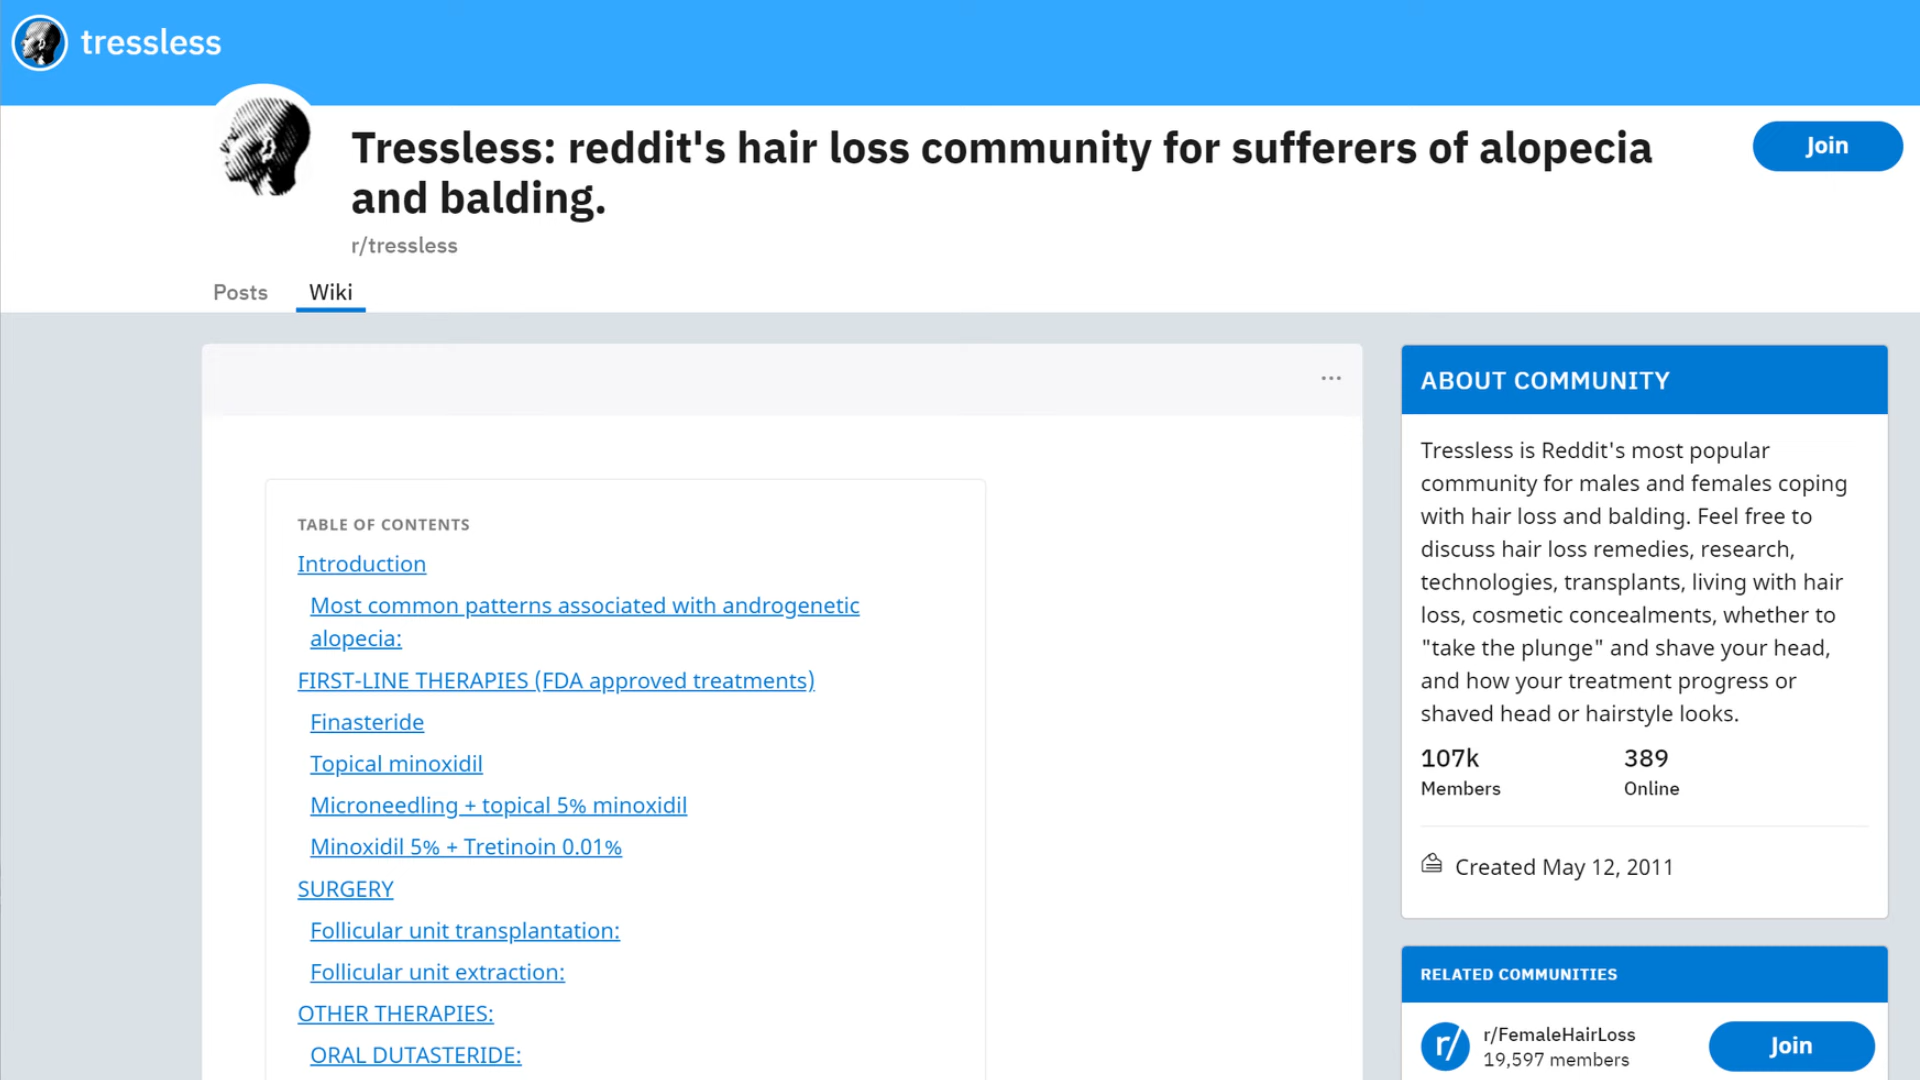 tressless
Tressless: reddit's hair loss community for sufferers of alopecia
and balding.
Join
r/tressless
Posts
Wiki
TABLE OF CONTENTS
Introduction
Most common patterns associated with androgenetic
alopecia:
FIRST-LINE THERAPIES (FDA approved treatments)
Finasteride
Topical minoxidil
Microneedling + topical 5% minoxidil
Minoxidil 5% + Tretinoin 0.01%
SURGERY
Follicular unit transplantation:
Follicular unit extraction:
OTHER THERAPIES:
ORAL DUTASTERIDE:
ABOUT COMMUNITY
Tressless is Reddit's most popular
community for males and females coping
with hair loss and balding. Feel free to
discuss hair loss remedies, research,
technologies, transplants, living with hair
loss, cosmetic concealments, whether to
"take the plunge" and shave your head,
and how your treatment progress or
shaved head or hairstyle looks.
107k
389
Members
Online
Created May 12, 2011
RELATED COMMUNITIES
r/
r/FemaleHairLoss
19,597 members
Join